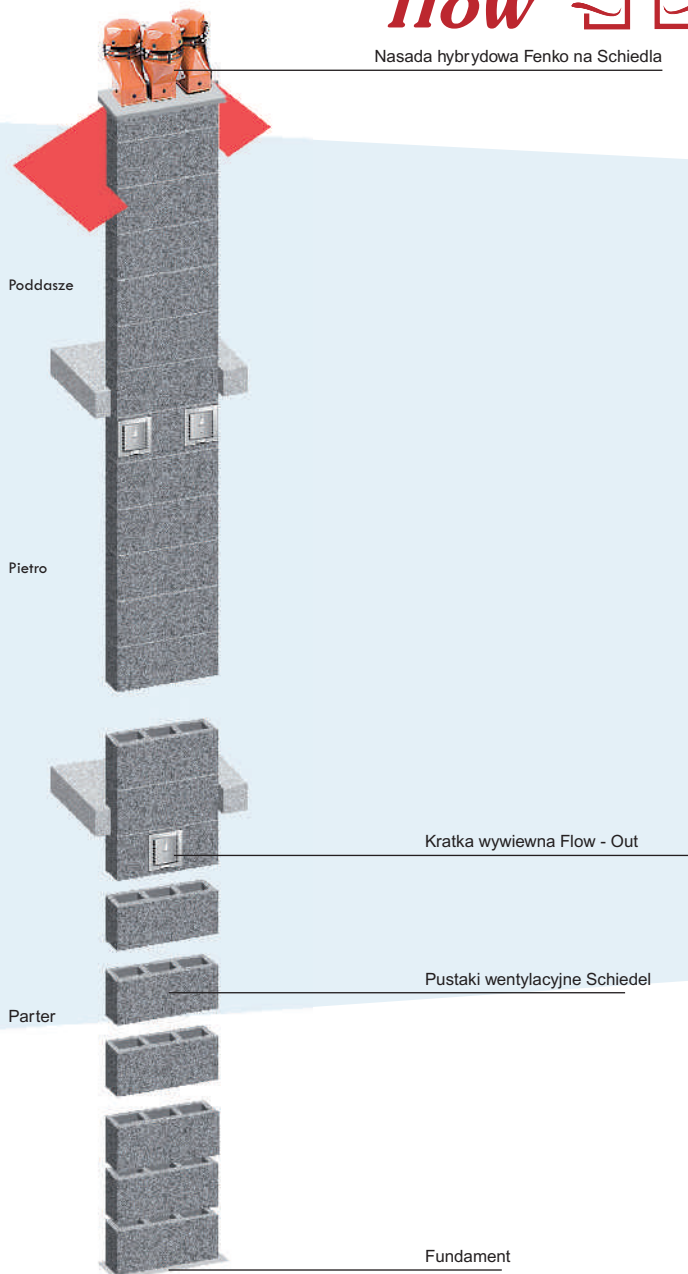 flow
Nasada hybrydowa Fenko na Schiedla
Poddasze
Pietro
Kratka wywiewna Flow - Out
Pustaki wentylacyjne Schiedel
Parter
Fundament